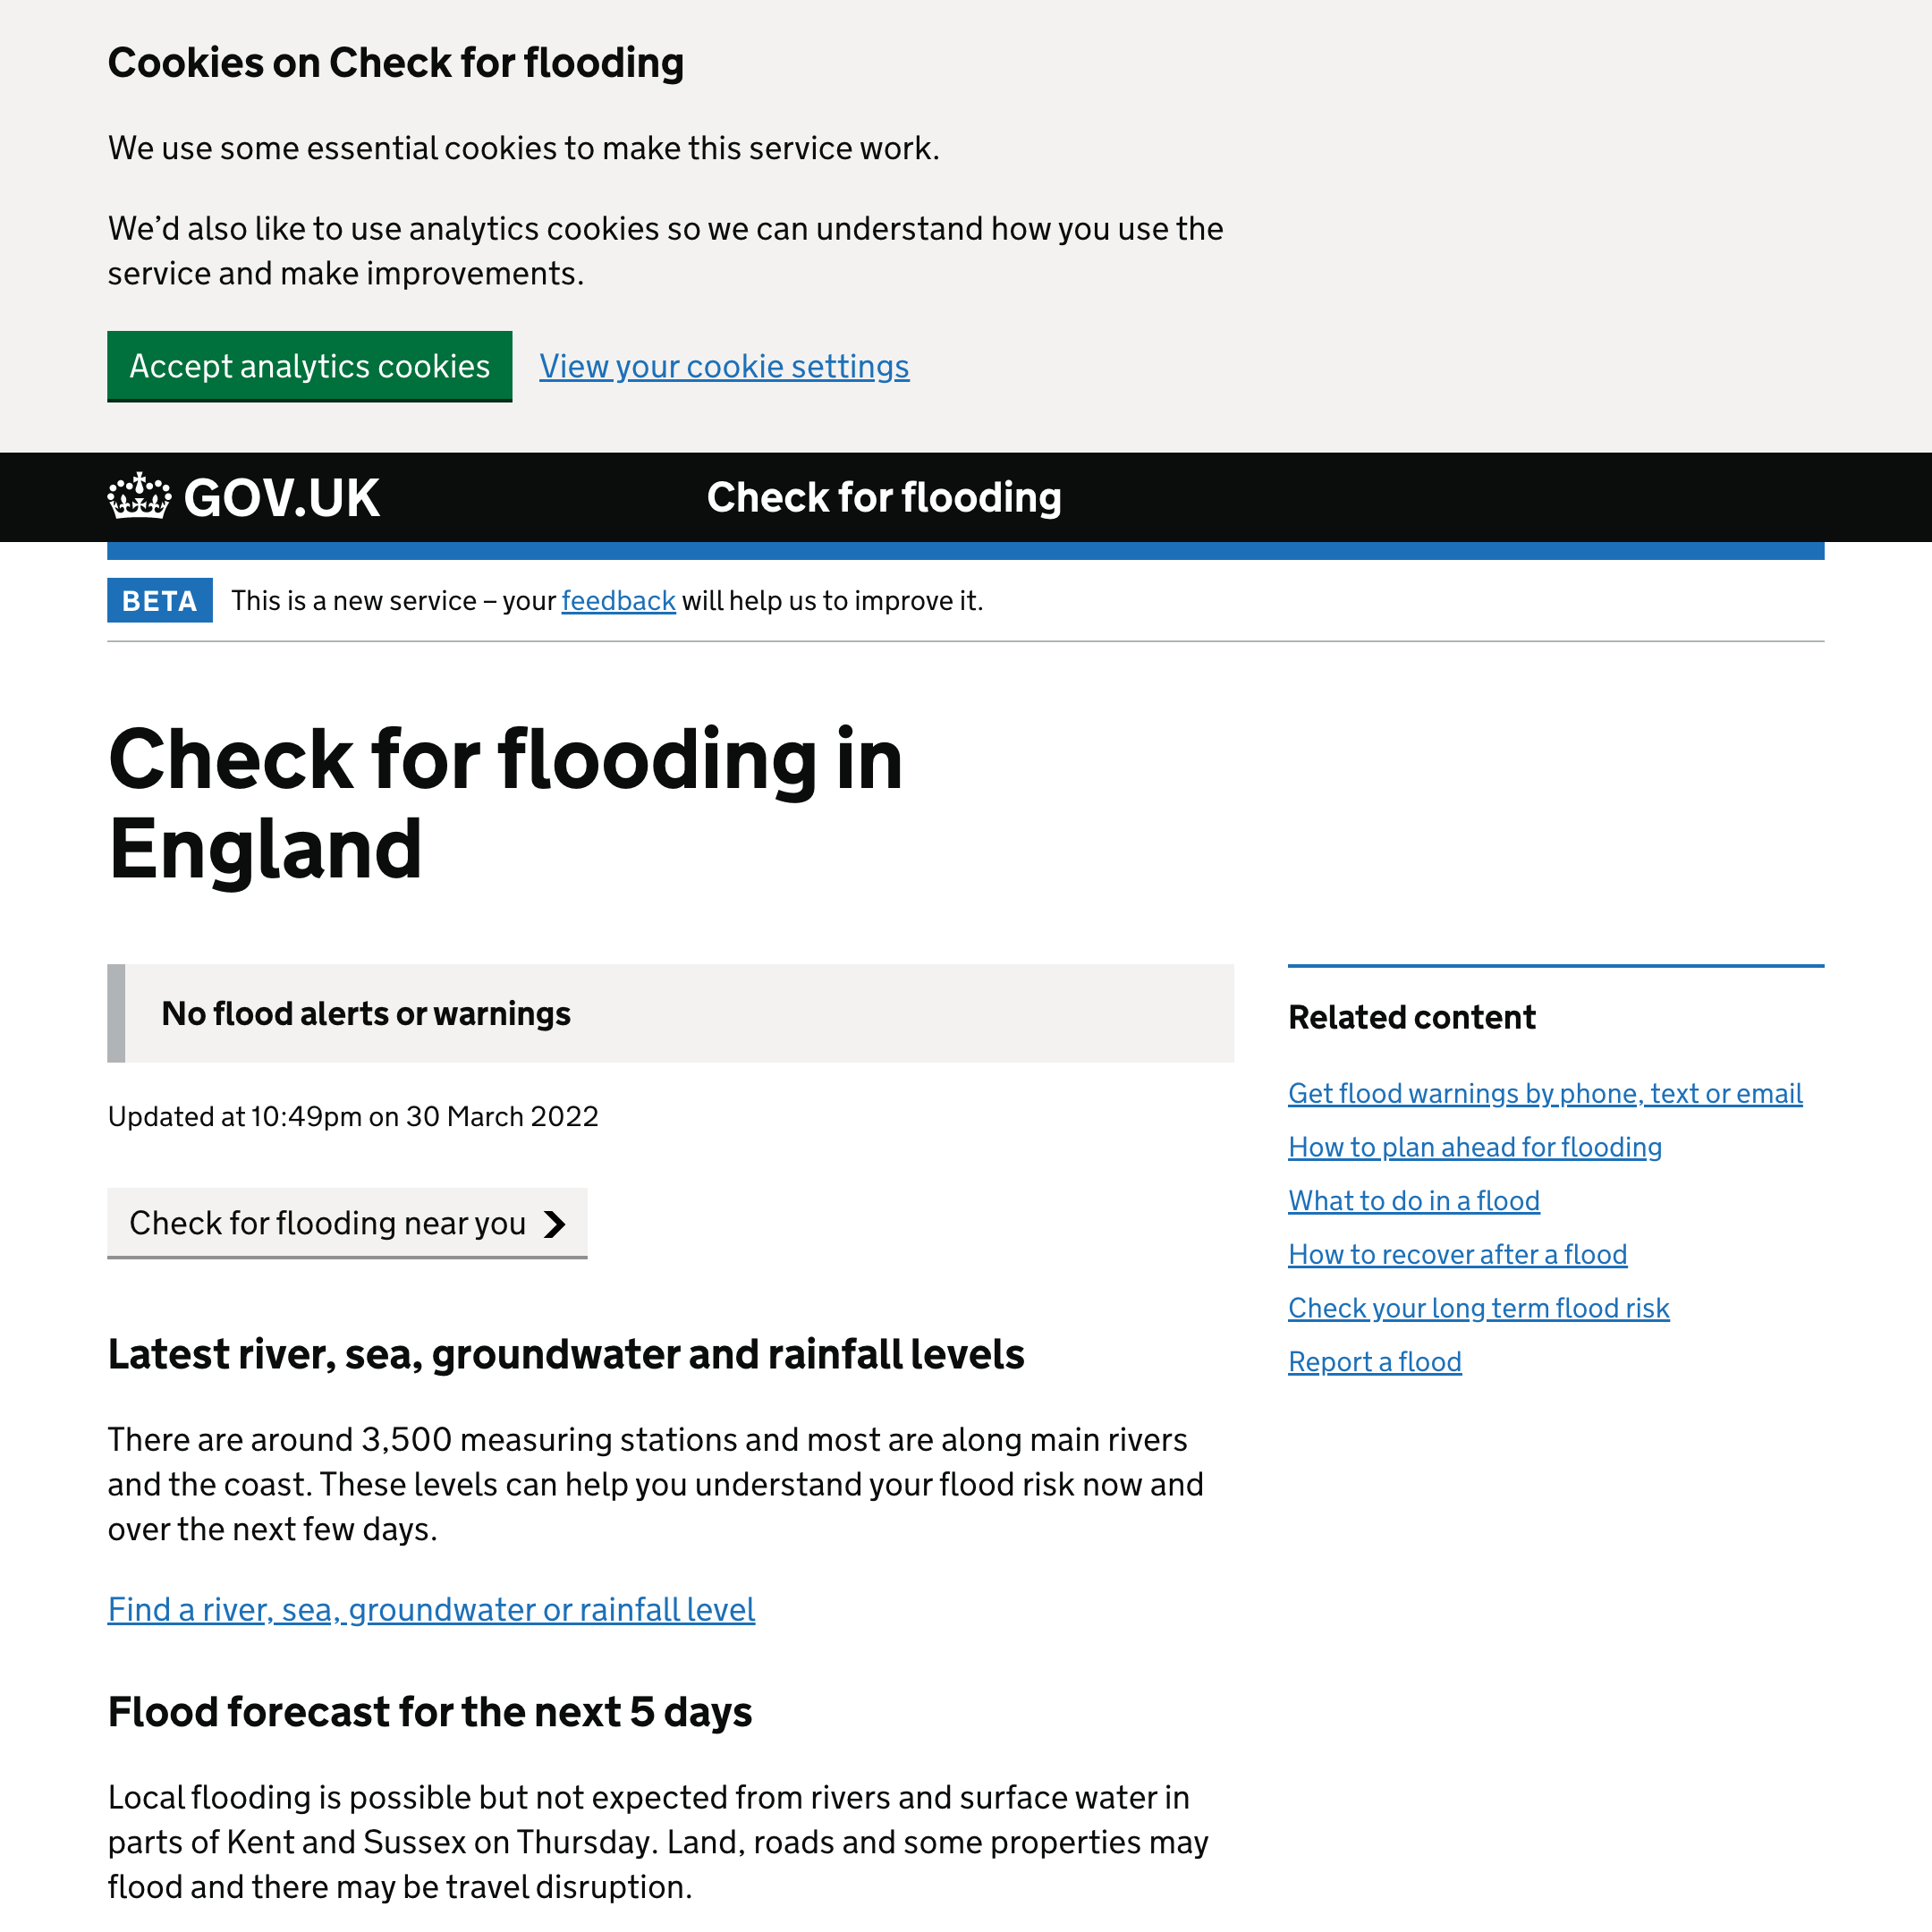 Cookies on Check for flooding
We use some essential cookies to make this service work.
We’d also like to use analytics cookies so we can understand how you use the
service and make improvements.
Accept analytics cookies
View your cookie settings
GOV.UK
Check for flooding
BETA
This is a new service – your feedback will help us to improve it.
Check for flooding in
England
No flood alerts or warnings
Updated at 10:49pm on 30 March 2022
Check for flooding near you
Latest river, sea, groundwater and rainfall levels
There are around 3,500 measuring stations and most are along main rivers
and the coast. These levels can help you understand your flood risk now and
over the next few days.
Find a river, sea, groundwater or rainfall level
Flood forecast for the next 5 days
Local flooding is possible but not expected from rivers and surface water in
parts of Kent and Sussex on Thursday. Land, roads and some properties may
flood and there may be travel disruption.
Related content
Get flood warnings by phone, text or email
How to plan ahead for flooding
What to do in a flood
How to recover after a flood
Check your long term flood risk
Report a flood